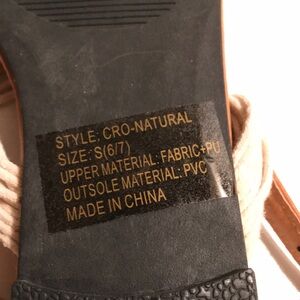 STYLE: CRO-NATURAL
SIZE: S(6/7)
UPPER MATERIAL: FABRIC+PU
OUTSOLE MATERIAL: PVC
MADE IN CHINA